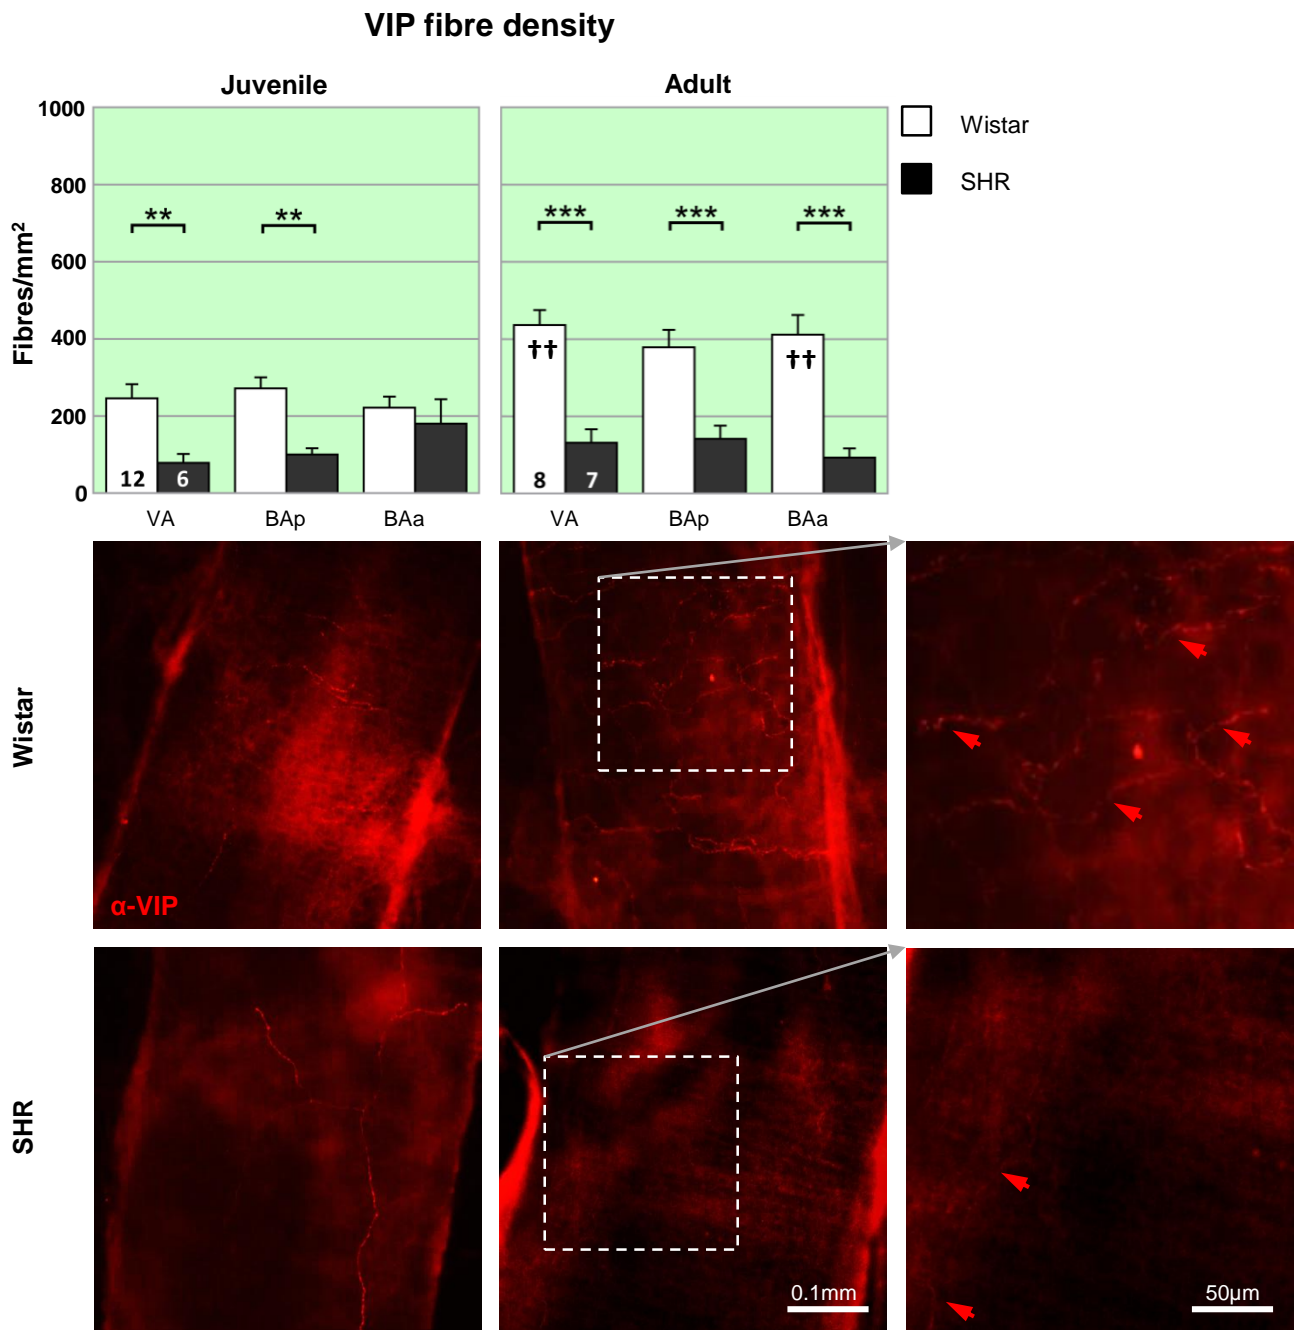 VIP fibre density
Juvenile
Adult
Wistar
SHR
Fibres/mm²
1000
800
600
400
200
0
** **
*** *** ***
†† ††
12 6
8 7
VA BAp BAa
VA BAp BAa
Wistar
α-VIP
SHR
0.1mm
50µm